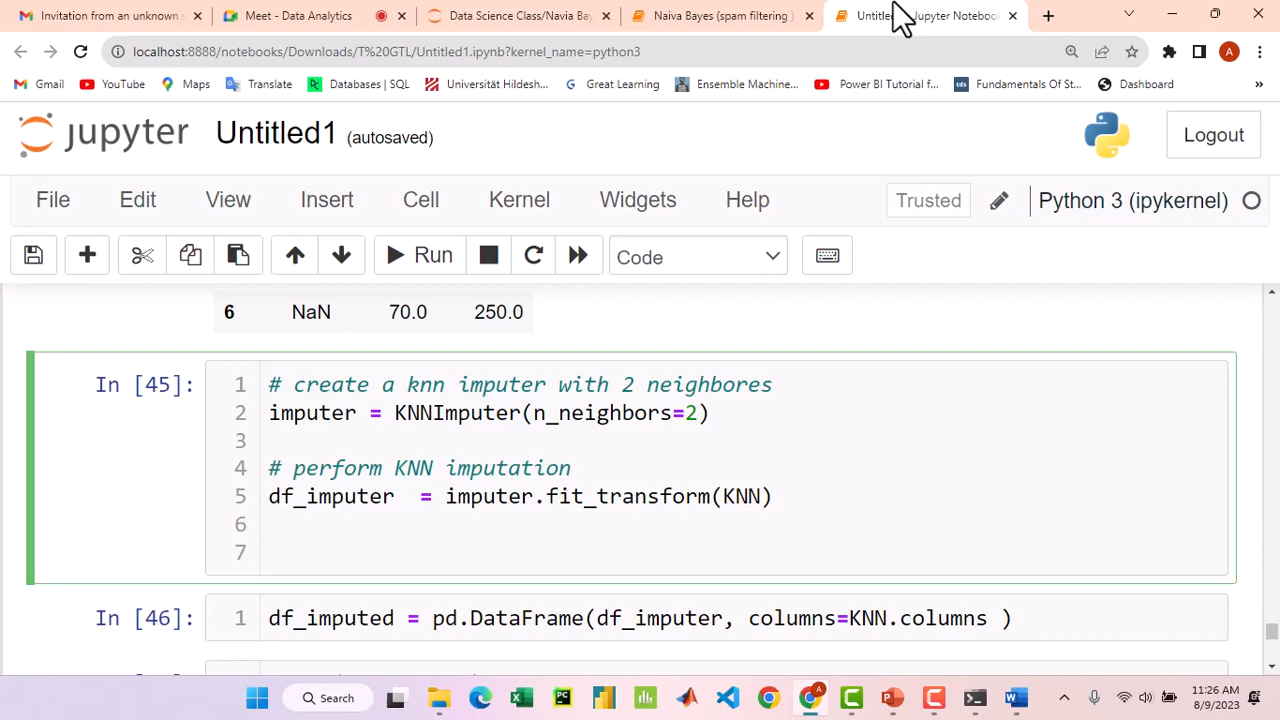 Invitation from an unknown s
Meet - Data Analytics
Data Science Class/Navia Bay
Naiva Bayes (spam filtering )
Untitled1 - Jupyter Notebook
localhost:8888/notebooks/Downloads/T%20GTL/Untitled1.ipynb?kernel_name=python3
A
Gmail
YouTube
Maps
Translate
Databases | SQL
Universität Hildesh...
Great Learning
Ensemble Machine...
Power BI Tutorial for...
Fundamentals Of St...
Dashboard
»
jupyter Untitled1 (autosaved)
Logout
File Edit View Insert Cell Kernel Widgets Help
Trusted
Python 3 (ipykernel)
Run
Code
6 NaN 70.0 250.0
In [45]:
1 # create a knn imputer with 2 neighbores
2 imputer = KNNImputer(n_neighbors=2)
3
4 # perform KNN imputation
5 df_imputer  = imputer.fit_transform(KNN)
6
7
In [46]:
1 df_imputed = pd.DataFrame(df_imputer, columns=KNN.columns )
Search
11:26 AM
8/9/2023